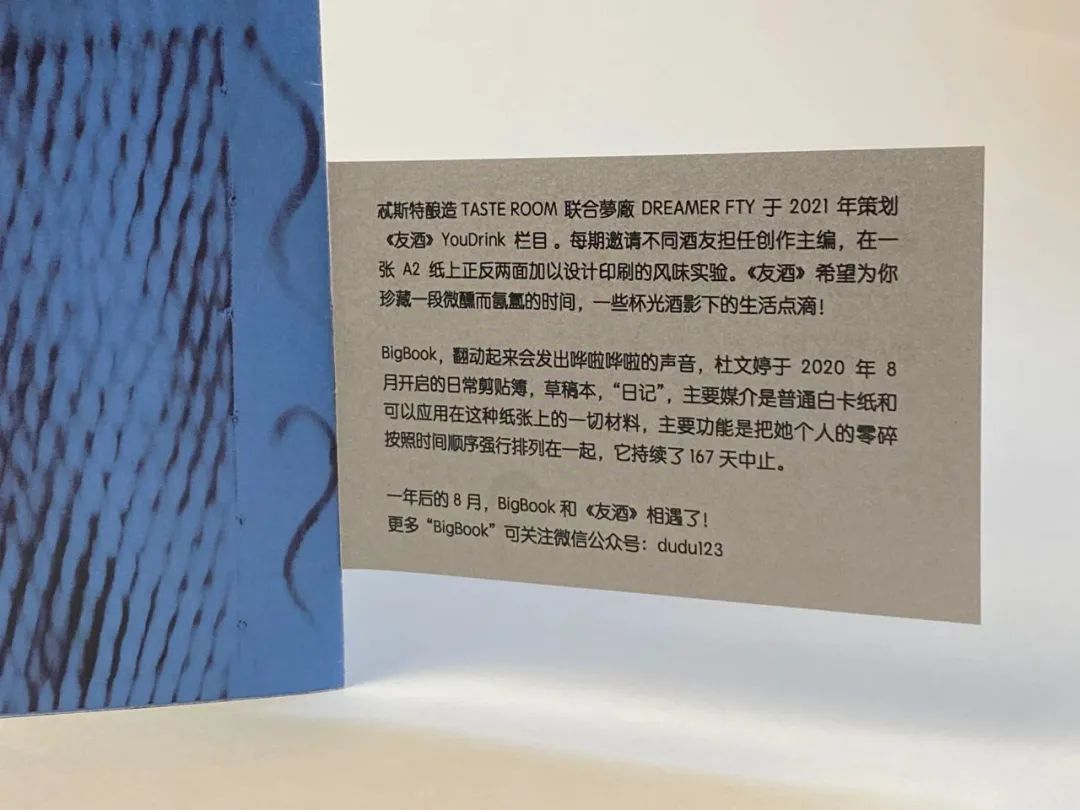 忒斯特酿造 TASTE ROOM 联合夢廠 DREAMER FTY 于 2021 年策划
《友酒》YouDrink 栏目。每期邀请不同酒友担任创作主编，在一
张 A2 纸上正反两面加以设计印刷的风味实验。《友酒》希望为你
珍藏一段微醺而氤氲的时间，一些杯光酒影下的生活点滴！
BigBook，翻动起来会发出哗啦哗啦的声音，杜文婷于 2020 年 8
月开启的日常剪贴簿，草稿本，“日记”，主要媒介是普通白卡纸和
可以应用在这种纸张上的一切材料，主要功能是把她个人的零碎
按照时间顺序强行排列在一起，它持续了 167 天中止。
一年后的 8 月，BigBook 和《友酒》相遇了！
更多“BigBook”可关注微信公众号：dudu123